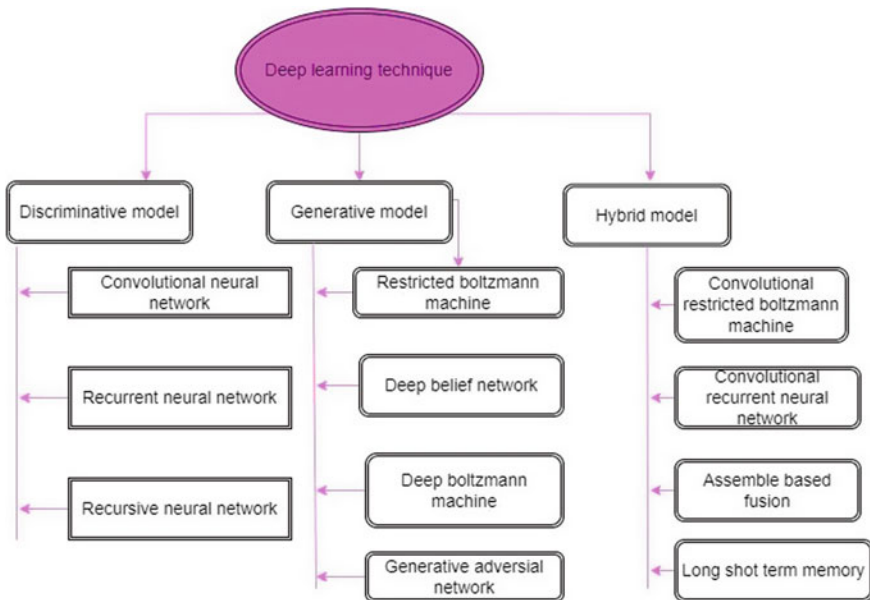 Deep learning technique
Discriminative model
Generative model
Hybrid model
Convolutional neural
network
Recurrent neural network
Recursive neural network
Restricted boltzmann
machine
Deep belief network
Deep boltzmann
machine
Generative adversial
network
Convolutional
restricted boltzmann
machine
Convolutional
recurrent neural
network
Assemble based
fusion
Long shot term memory